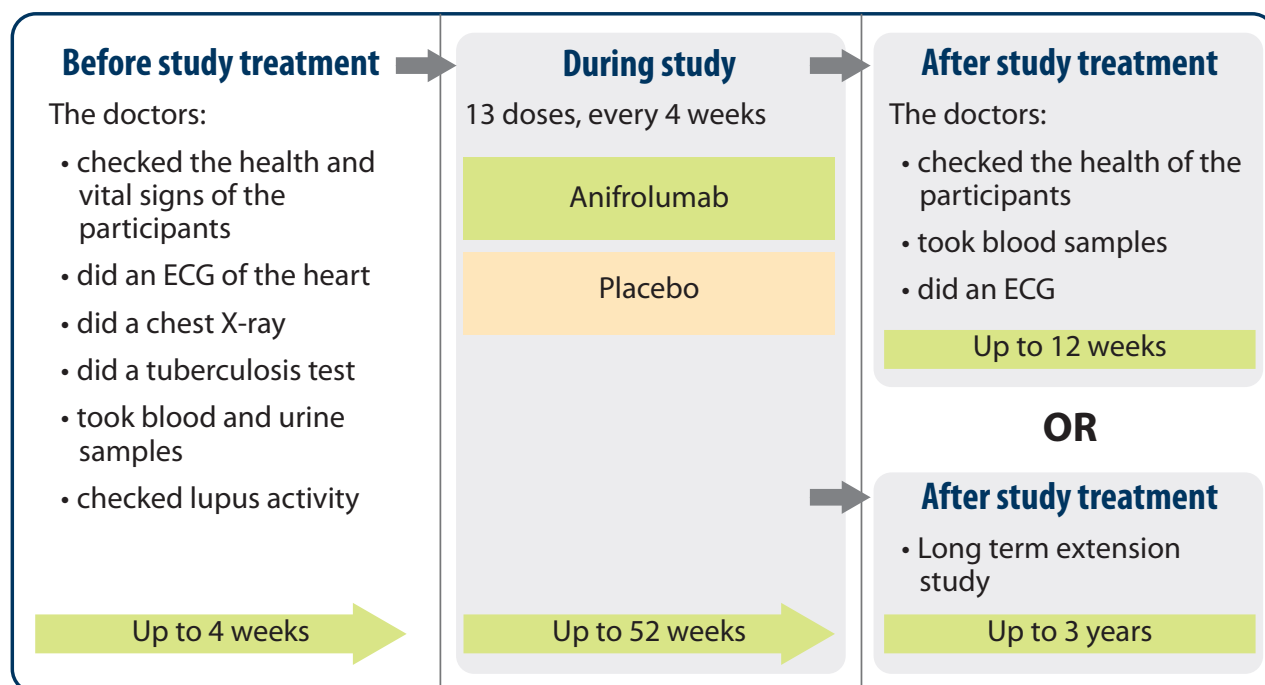 Before study treatment
The doctors:
• checked the health and
vital signs of the
participants
• did an ECG of the heart
• did a chest X-ray
• did a tuberculosis test
• took blood and urine
samples
• checked lupus activity
Up to 4 weeks
During study
13 doses, every 4 weeks
Anifrolumab
Placebo
Up to 52 weeks
After study treatment
The doctors:
• checked the health of the
participants
• took blood samples
• did an ECG
Up to 12 weeks
OR
After study treatment
• Long term extension
study
Up to 3 years